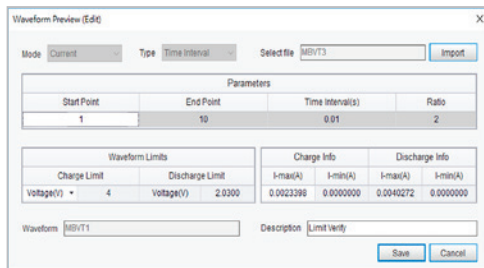 Waveform Preview (Edit) X
Mode Current Type Time Interval Select file MBVT3 Import
Parameters
Start Point End Point Time Interval(s) Ratio
1 10 0.01 2
Waveform Limits Charge Info Discharge Info
Charge Limit Discharge Limit I-max(A) I-min(A) I-max(A) I-min(A)
Voltage(V) 4 Voltage(V) 2.0300 0.0023398 0.0000000 0.0040272 0.0000000
Waveform MBVT1 Description Limit Verify
Save Cancel